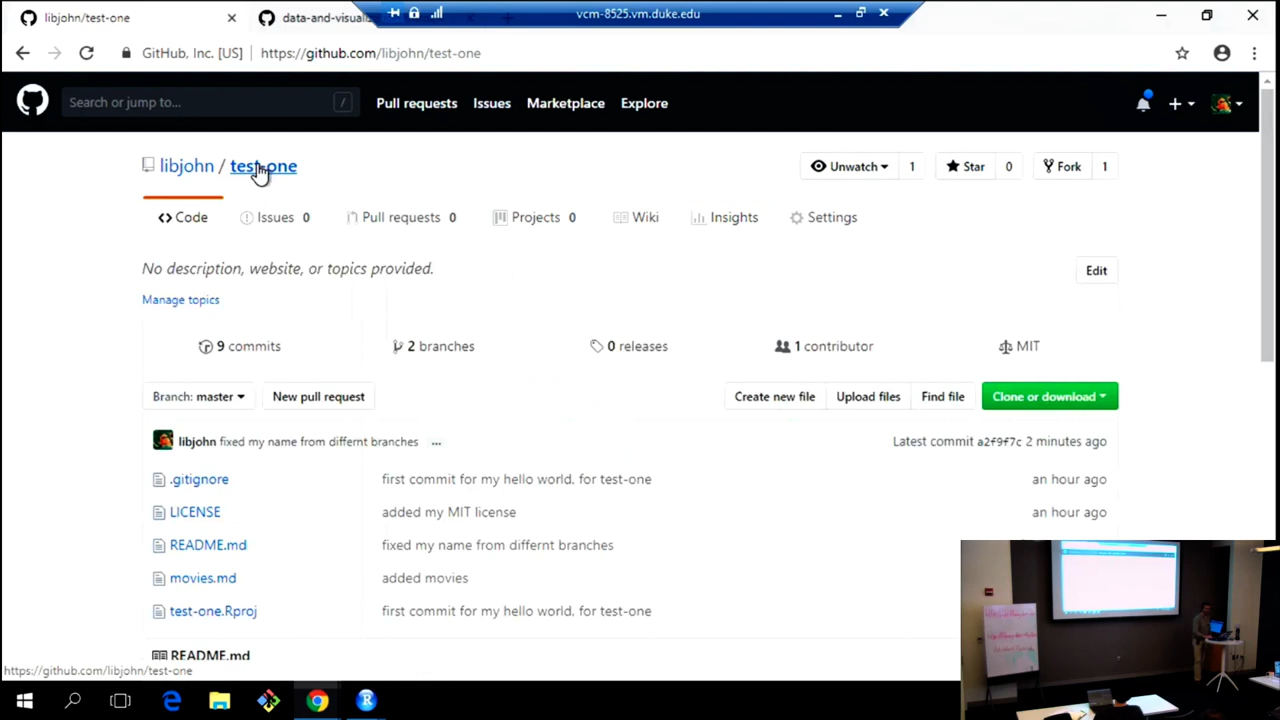 libjohn/test-one
data-and-visuali
vcm-8525.vm.duke.edu
GitHub, Inc. [US]
https://github.com/libjohn/test-one
Search or jump to...
/
Pull requests
Issues
Marketplace
Explore
libjohn / test-one
Unwatch
1
Star
0
Fork
1
Code
Issues 0
Pull requests 0
Projects 0
Wiki
Insights
Settings
No description, website, or topics provided.
Edit
Manage topics
9 commits
2 branches
0 releases
1 contributor
MIT
Branch: master
New pull request
Create new file
Upload files
Find file
Clone or download
libjohn fixed my name from differnt branches
...
Latest commit a2f9f7c 2 minutes ago
.gitignore
first commit for my hello world. for test-one
an hour ago
LICENSE
added my MIT license
an hour ago
README.md
fixed my name from differnt branches
movies.md
added movies
test-one.Rproj
first commit for my hello world. for test-one
README.md
https://github.com/libjohn/test-one
R